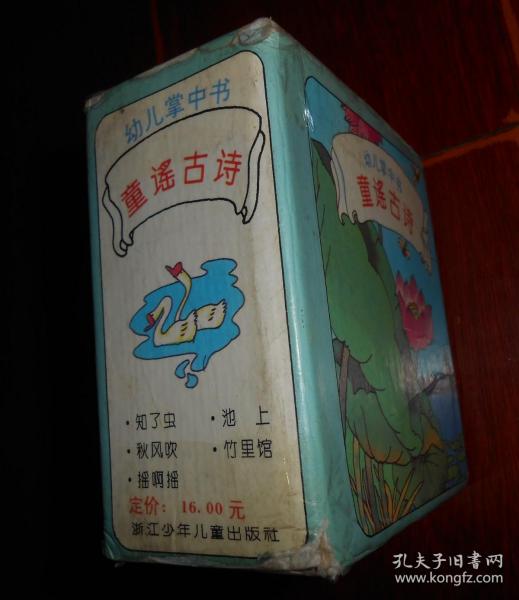 幼儿掌中书
童谣古诗
·知了虫
·池 上
·秋风吹
·竹里馆
·摇啊摇
定价：16.00元
浙江少年儿童出版社
幼儿掌中书
童谣古诗
孔夫子旧书网
kongfz.com